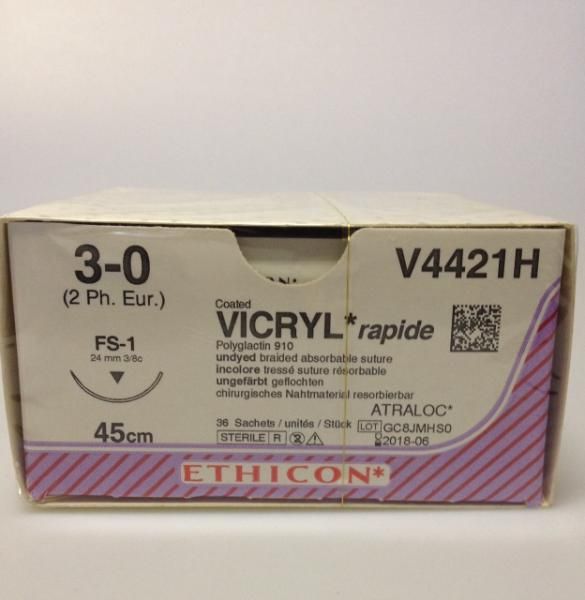 3-0
(2 Ph. Eur.)
FS-1
24 mm 3/8c
45cm
ETHICON*
V4421H
Coated
VICRYL* rapide
Polyglactin 910
undyed braided absorbable suture
incolore tressé suture résorbable
ungefärbt geflochten
chirurgisches Nahtmaterial resorbierbar
ATRALOC*
36 Sachets / unités / Stück
LOT GC8JMHS0
STERILE R 2
2018-06
ETHICON*